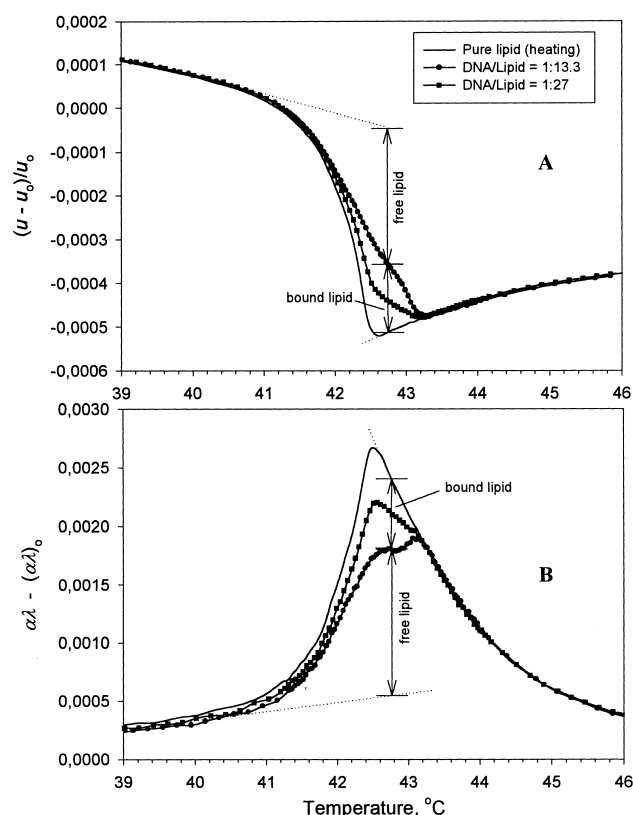 0,0002
0,0001
0,0000
-0,0001
-0,0002
-0,0003
-0,0004
-0,0005
-0,0006
(u - uₒ)/uₒ
Pure lipid (heating)
DNA/Lipid = 1:13.3
DNA/Lipid = 1:27
A
free lipid
bound lipid
39 40 41 42 43 44 45 46
0,0030
0,0025
0,0020
0,0015
0,0010
0,0005
0,0000
αλ - (αλ)ₒ
bound lipid
B
free lipid
39 40 41 42 43 44 45 46
Temperature, °C